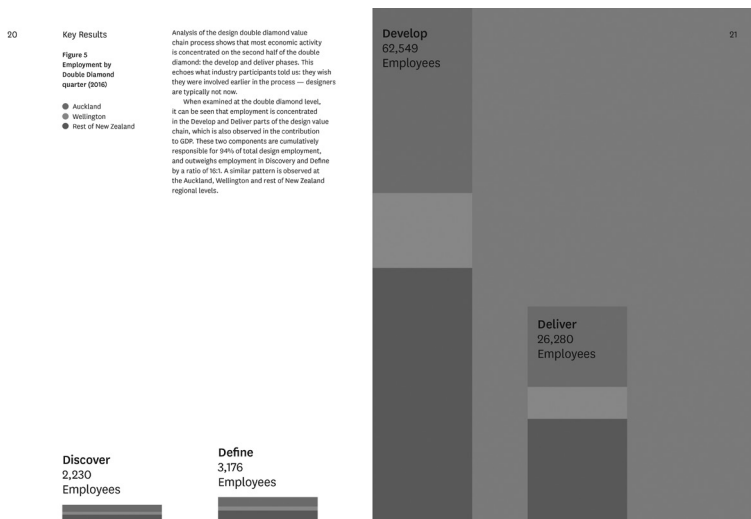 20
Key Results
Figure 5
Employment by
Double Diamond
quarter (2016)
Auckland
Wellington
Rest of New Zealand
Analysis of the design double diamond value
chain process shows that most economic activity
is concentrated on the second half of the double
diamond: the develop and deliver phases. This
echoes what industry participants told us: they wish
they were involved earlier in the process — designers
are typically not now.
When examined at the double diamond level,
it can be seen that employment is concentrated
in the Develop and Deliver parts of the design value
chain, which is also observed in the contribution
to GDP. These two components are cumulatively
responsible for 94% of total design employment,
and outweighs employment in Discovery and Define
by a ratio of 16:1. A similar pattern is observed at
the Auckland, Wellington and rest of New Zealand
regional levels.
Discover
2,230
Employees
Define
3,176
Employees
Develop
62,549
Employees
21
Deliver
26,280
Employees